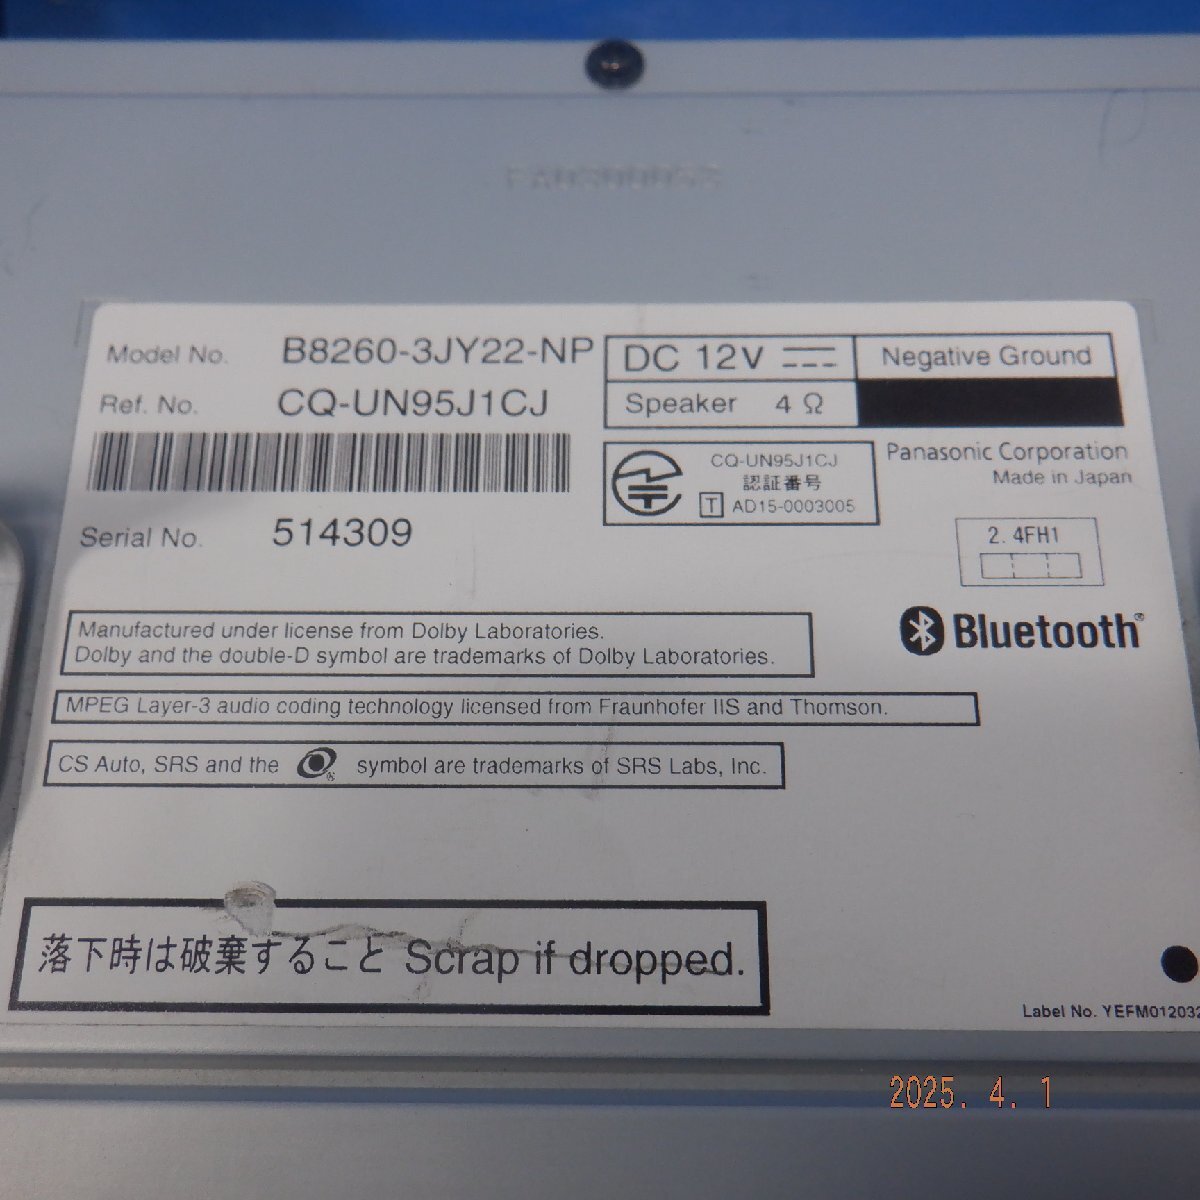 Model No. B8260-3JY22-NP
Ref. No. CQ-UN95J1CJ
Serial No. 514309
DC 12V
Negative Ground
Speaker 4 Ω
CQ-UN95J1CJ
認証番号
T AD15-0003005
Panasonic Corporation
Made in Japan
2.4FH1
Bluetooth®
Manufactured under license from Dolby Laboratories.
Dolby and the double-D symbol are trademarks of Dolby Laboratories.
MPEG Layer-3 audio coding technology licensed from Fraunhofer IIS and Thomson.
CS Auto, SRS and the ® symbol are trademarks of SRS Labs, Inc.
落下時は破棄すること Scrap if dropped.
Label No. YEFM012032
2025. 4. 1